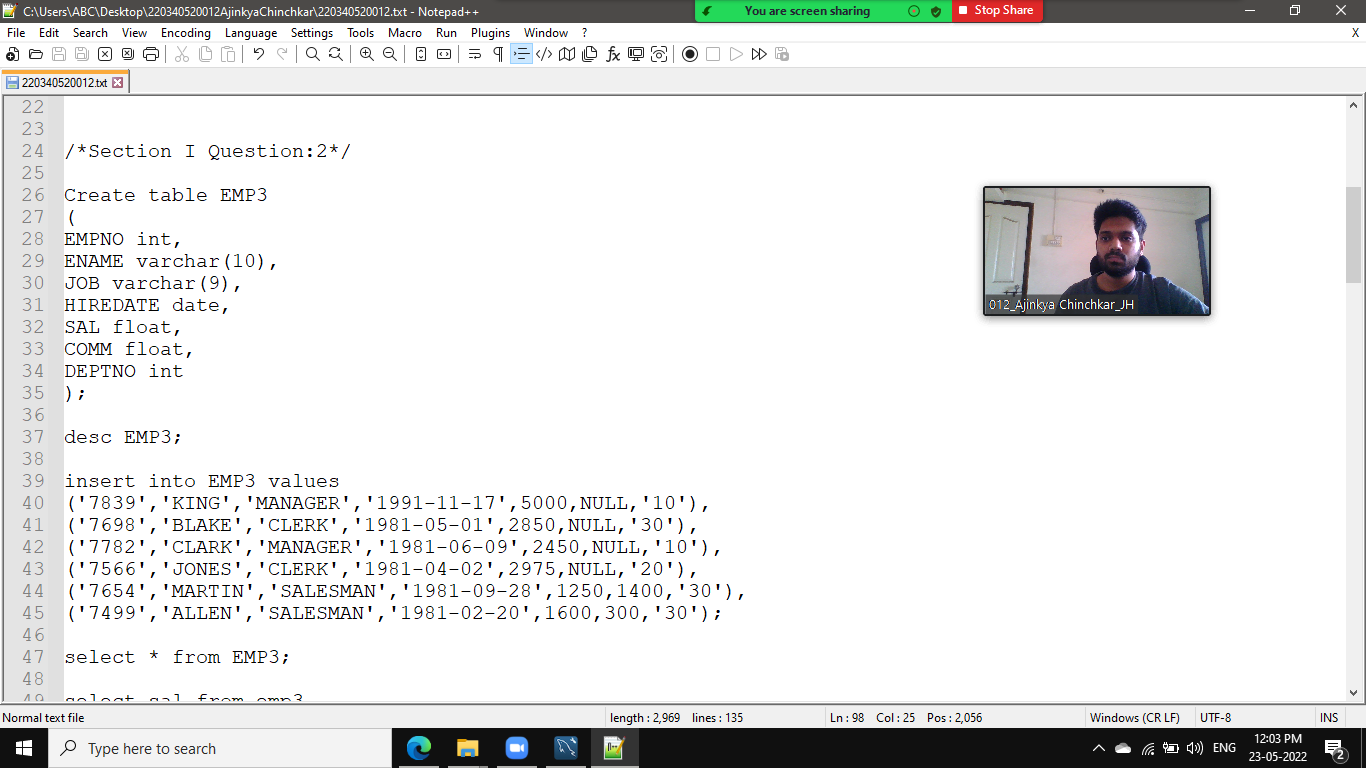 C:\Users\ABC\Desktop\220340520012AjinkyaChinchkar\220340520012.txt - Notepad++
You are screen sharing
Stop Share
File Edit Search View Encoding Language Settings Tools Macro Run Plugins Window ?
X
220340520012.txt
22
23
24 /*Section I Question:2*/
25
26 Create table EMP3
27 (
28 EMPNO int,
29 ENAME varchar(10),
30 JOB varchar(9),
31 HIREDATE date,
32 SAL float,
33 COMM float,
34 DEPTNO int
35 );
36
37 desc EMP3;
38
39 insert into EMP3 values
40 ('7839','KING','MANAGER','1991-11-17',5000,NULL,'10'),
41 ('7698','BLAKE','CLERK','1981-05-01',2850,NULL,'30'),
42 ('7782','CLARK','MANAGER','1981-06-09',2450,NULL,'10'),
43 ('7566','JONES','CLERK','1981-04-02',2975,NULL,'20'),
44 ('7654','MARTIN','SALESMAN','1981-09-28',1250,1400,'30'),
45 ('7499','ALLEN','SALESMAN','1981-02-20',1600,300,'30');
46
47 select * from EMP3;
48
49 select sal from emp3
012_Ajinkya Chinchkar_JH
Normal text file length : 2,969 lines : 135 Ln : 98 Col : 25 Pos : 2,056 Windows (CR LF) UTF-8 INS
Type here to search
ENG
12:03 PM
23-05-2022
2